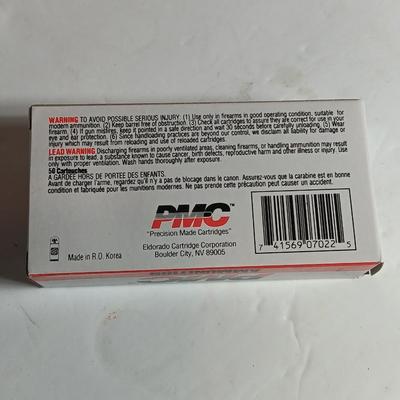 WARNING TO AVOID POSSIBLE SERIOUS INJURY: (1) Use only in firearms in good operating condition, suitable for
modern ammunition. (2) Keep barrel free of obstruction. (3) Check all cartridges to assure they are correct for use in your
firearm. (4) If gun misfires, keep it pointed in a safe direction and wait 30 seconds before carefully unloading. (5) Wear
eye and ear protection. (6) Since handloading practices are beyond our control, we disclaim all liability for damage or
injury which may result from reloading and use of reloaded cartridges.
LEAD WARNING Discharging firearms in poorly ventilated areas, cleaning firearms, or handling ammunition may result
in exposure to lead, a substance known to cause cancer, birth defects, reproductive harm and other illness or injury. Use
only with proper ventilation. Wash hands thoroughly after exposure.
50 Cartouches
A GARDEE HORS DE PORTEE DES ENFANTS.
Avant de charger l'arme, regardez qu'il n'y a pas de blocage dans le canon. Assurez-vous que la carabine est en bonne
condition et fabriquée pour les munitions modernes. Ne pas prendre cette précaution peut causer un accident.
PMC™
"Precision Made Cartridges"
Eldorado Cartridge Corporation
Boulder City, NV 89005
Made in R.O. Korea
7 41569 07022 5